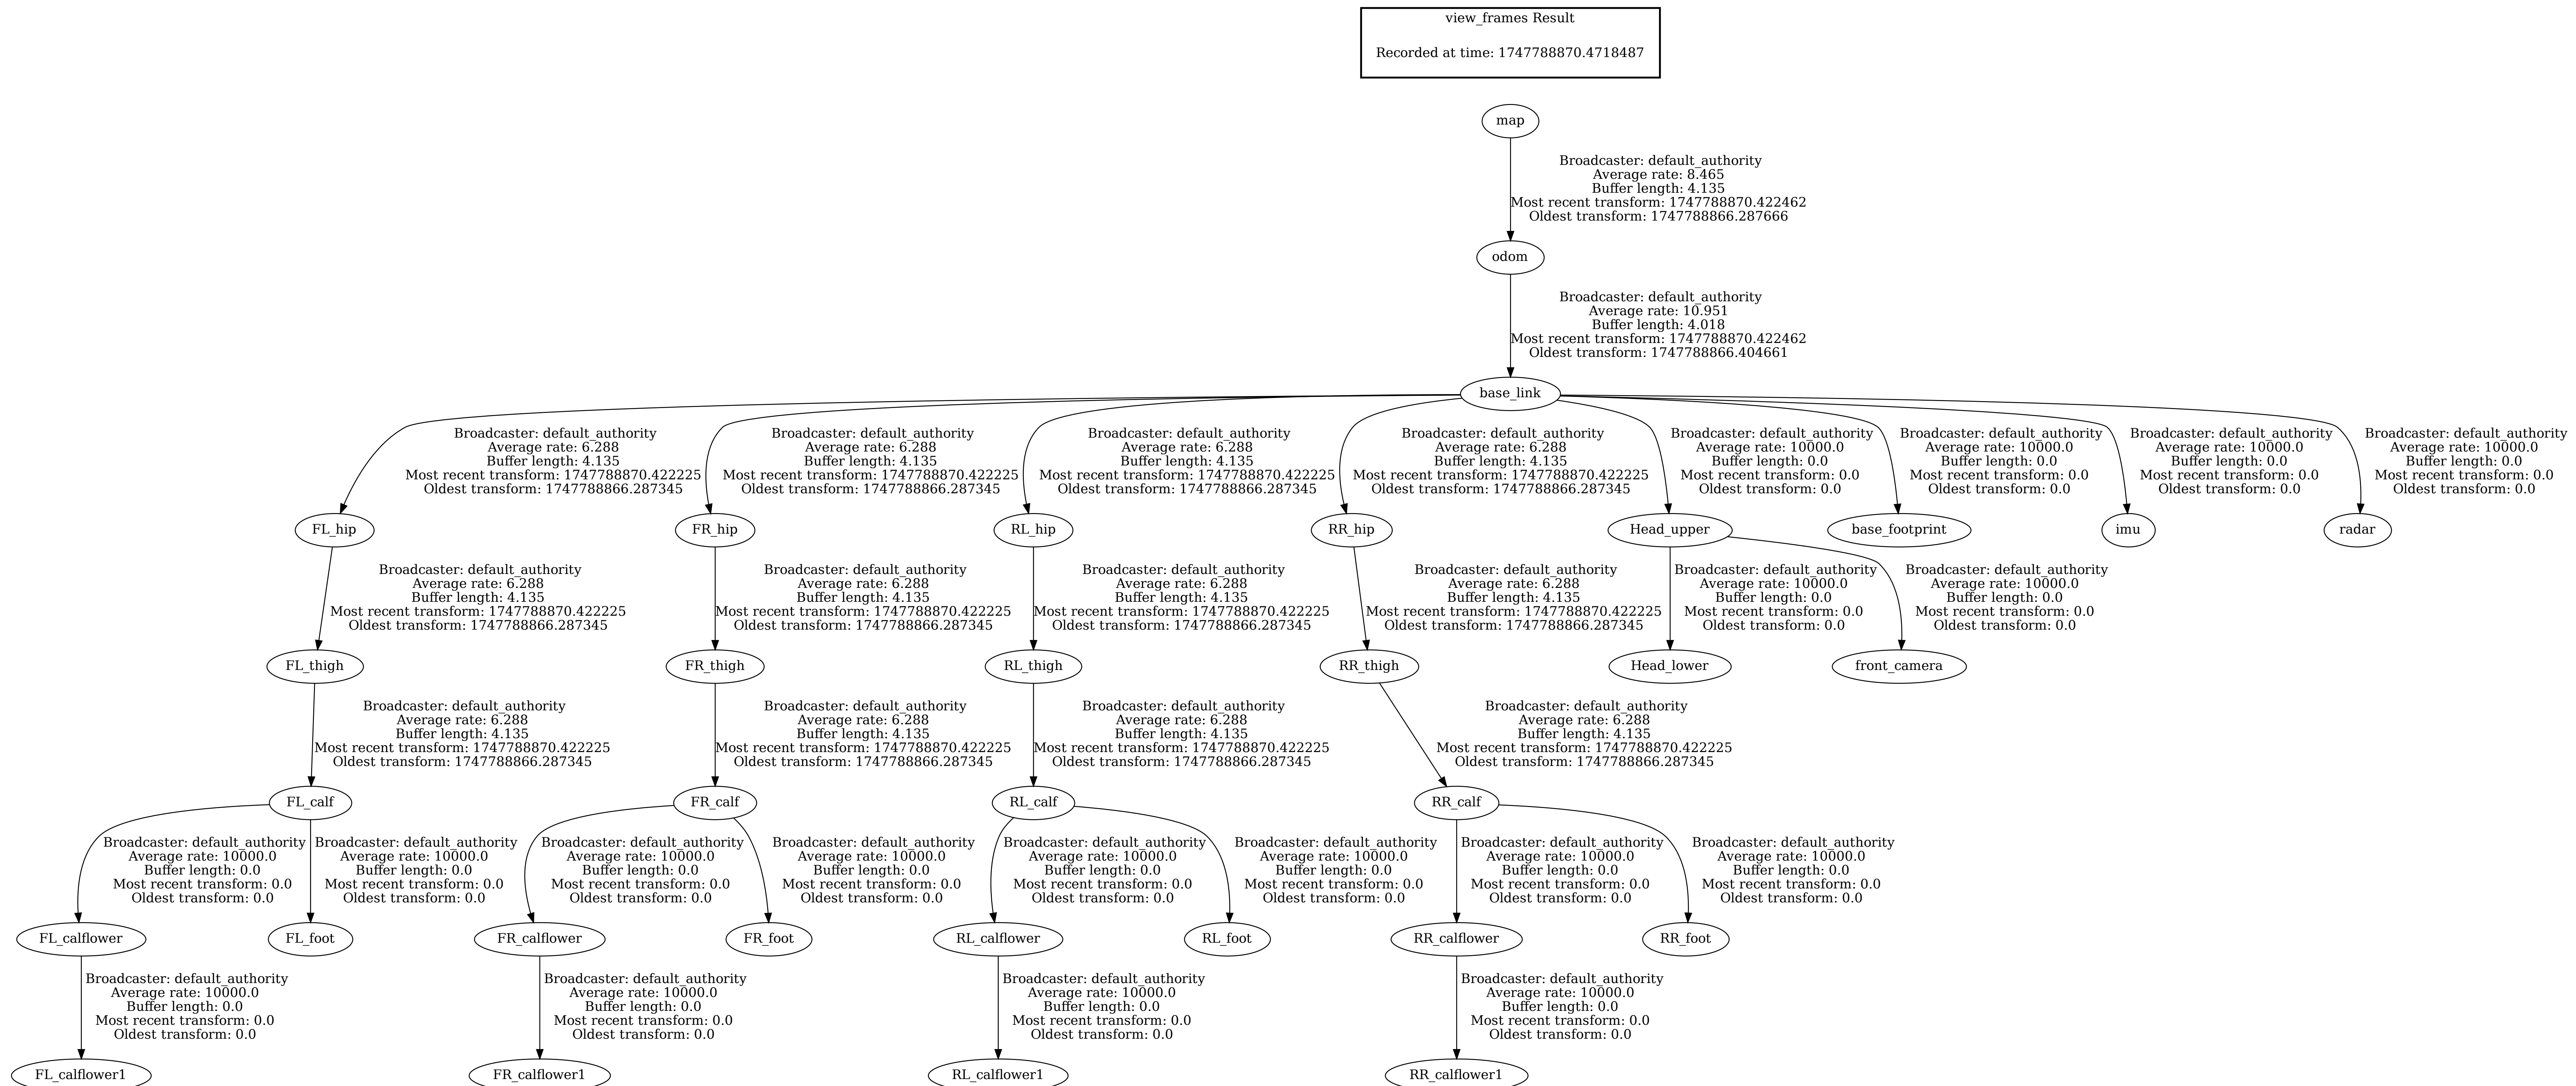 view_frames Result
Recorded at time: 1747788870.4718487
map
Broadcaster: default_authority
Average rate: 8.465
Buffer length: 4.135
Most recent transform: 1747788870.422462
Oldest transform: 1747788866.287666
odom
Broadcaster: default_authority
Average rate: 10.951
Buffer length: 4.018
Most recent transform: 1747788870.422462
Oldest transform: 1747788866.404661
base_link
Broadcaster: default_authority
Average rate: 6.288
Buffer length: 4.135
Most recent transform: 1747788870.422225
Oldest transform: 1747788866.287345
Broadcaster: default_authority
Average rate: 6.288
Buffer length: 4.135
Most recent transform: 1747788870.422225
Oldest transform: 1747788866.287345
Broadcaster: default_authority
Average rate: 6.288
Buffer length: 4.135
Most recent transform: 1747788870.422225
Oldest transform: 1747788866.287345
Broadcaster: default_authority
Average rate: 6.288
Buffer length: 4.135
Most recent transform: 1747788870.422225
Oldest transform: 1747788866.287345
Broadcaster: default_authority
Average rate: 10000.0
Buffer length: 0.0
Most recent transform: 0.0
Oldest transform: 0.0
Broadcaster: default_authority
Average rate: 10000.0
Buffer length: 0.0
Most recent transform: 0.0
Oldest transform: 0.0
Broadcaster: default_authority
Average rate: 10000.0
Buffer length: 0.0
Most recent transform: 0.0
Oldest transform: 0.0
Broadcaster: default_authority
Average rate: 10000.0
Buffer length: 0.0
Most recent transform: 0.0
Oldest transform: 0.0
FL_hip
FR_hip
RL_hip
RR_hip
Head_upper
base_footprint
imu
radar
Broadcaster: default_authority
Average rate: 6.288
Buffer length: 4.135
Most recent transform: 1747788870.422225
Oldest transform: 1747788866.287345
Broadcaster: default_authority
Average rate: 6.288
Buffer length: 4.135
Most recent transform: 1747788870.422225
Oldest transform: 1747788866.287345
Broadcaster: default_authority
Average rate: 6.288
Buffer length: 4.135
Most recent transform: 1747788870.422225
Oldest transform: 1747788866.287345
Broadcaster: default_authority
Average rate: 6.288
Buffer length: 4.135
Most recent transform: 1747788870.422225
Oldest transform: 1747788866.287345
Broadcaster: default_authority
Average rate: 10000.0
Buffer length: 0.0
Most recent transform: 0.0
Oldest transform: 0.0
Broadcaster: default_authority
Average rate: 10000.0
Buffer length: 0.0
Most recent transform: 0.0
Oldest transform: 0.0
FL_thigh
FR_thigh
RL_thigh
RR_thigh
Head_lower
front_camera
Broadcaster: default_authority
Average rate: 6.288
Buffer length: 4.135
Most recent transform: 1747788870.422225
Oldest transform: 1747788866.287345
Broadcaster: default_authority
Average rate: 6.288
Buffer length: 4.135
Most recent transform: 1747788870.422225
Oldest transform: 1747788866.287345
Broadcaster: default_authority
Average rate: 6.288
Buffer length: 4.135
Most recent transform: 1747788870.422225
Oldest transform: 1747788866.287345
Broadcaster: default_authority
Average rate: 6.288
Buffer length: 4.135
Most recent transform: 1747788870.422225
Oldest transform: 1747788866.287345
FL_calf
FR_calf
RL_calf
RR_calf
Broadcaster: default_authority
Average rate: 10000.0
Buffer length: 0.0
Most recent transform: 0.0
Oldest transform: 0.0
Broadcaster: default_authority
Average rate: 10000.0
Buffer length: 0.0
Most recent transform: 0.0
Oldest transform: 0.0
Broadcaster: default_authority
Average rate: 10000.0
Buffer length: 0.0
Most recent transform: 0.0
Oldest transform: 0.0
Broadcaster: default_authority
Average rate: 10000.0
Buffer length: 0.0
Most recent transform: 0.0
Oldest transform: 0.0
Broadcaster: default_authority
Average rate: 10000.0
Buffer length: 0.0
Most recent transform: 0.0
Oldest transform: 0.0
Broadcaster: default_authority
Average rate: 10000.0
Buffer length: 0.0
Most recent transform: 0.0
Oldest transform: 0.0
Broadcaster: default_authority
Average rate: 10000.0
Buffer length: 0.0
Most recent transform: 0.0
Oldest transform: 0.0
Broadcaster: default_authority
Average rate: 10000.0
Buffer length: 0.0
Most recent transform: 0.0
Oldest transform: 0.0
FL_calflower
FL_foot
FR_calflower
FR_foot
RL_calflower
RL_foot
RR_calflower
RR_foot
Broadcaster: default_authority
Average rate: 10000.0
Buffer length: 0.0
Most recent transform: 0.0
Oldest transform: 0.0
Broadcaster: default_authority
Average rate: 10000.0
Buffer length: 0.0
Most recent transform: 0.0
Oldest transform: 0.0
Broadcaster: default_authority
Average rate: 10000.0
Buffer length: 0.0
Most recent transform: 0.0
Oldest transform: 0.0
Broadcaster: default_authority
Average rate: 10000.0
Buffer length: 0.0
Most recent transform: 0.0
Oldest transform: 0.0
FL_calflower1
FR_calflower1
RL_calflower1
RR_calflower1